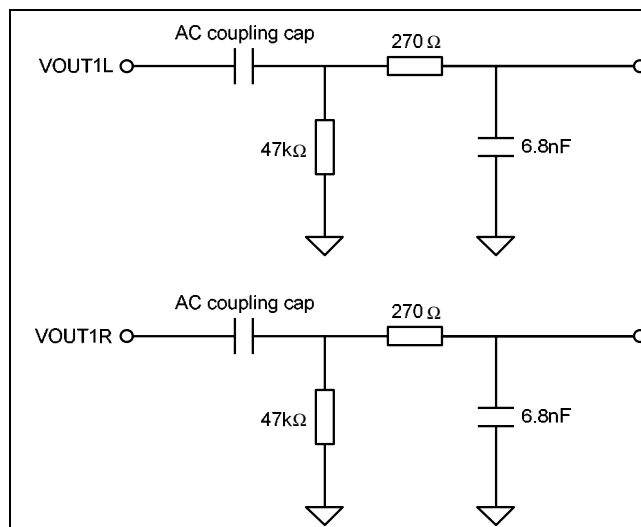 AC coupling cap
270 Ω
VOUT1L
47kΩ
6.8nF
AC coupling cap
270 Ω
VOUT1R
47kΩ
6.8nF